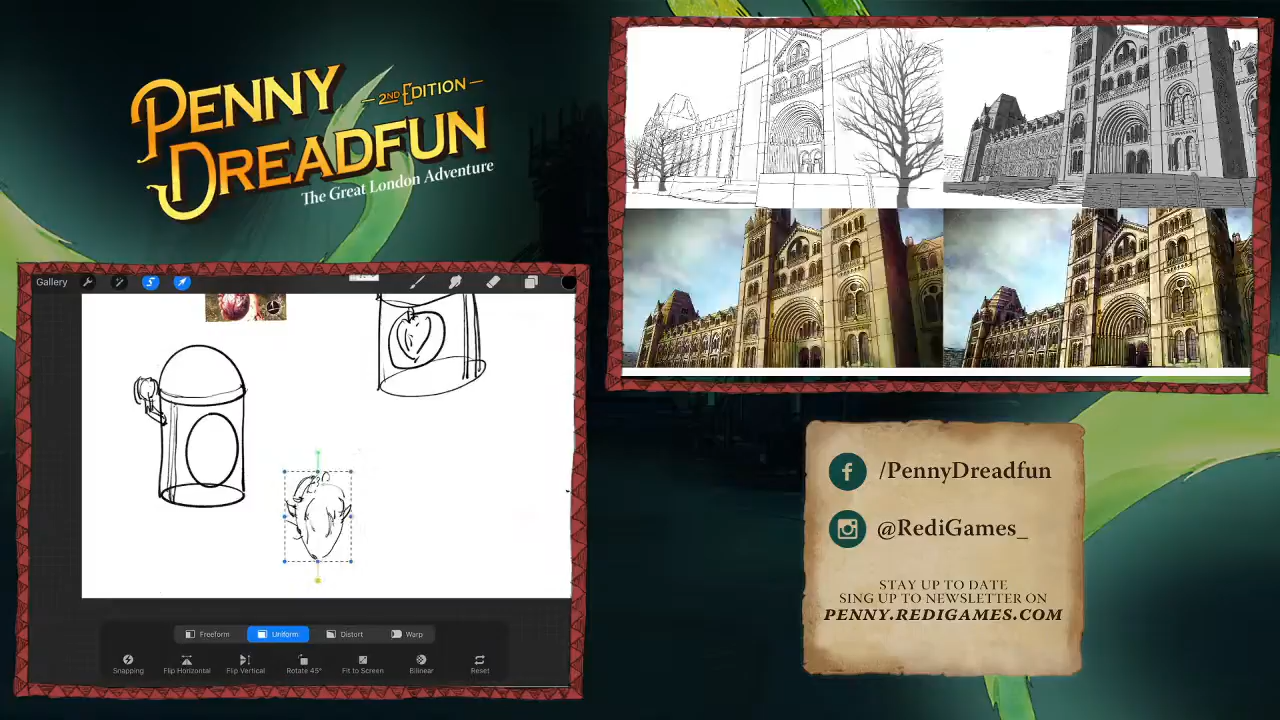 PENNY
2ND EDITION
DREADFUN
The Great London Adventure
Gallery
S
Freeform
Uniform
Distort
Warp
Snapping
Flip Horizontal
Flip Vertical
Rotate 45°
Fit to Screen
Bilinear
Reset
/PennyDreadfun
@RediGames_
STAY UP TO DATE
SING UP TO NEWSLETTER ON
PENNY.REDIGAMES.COM